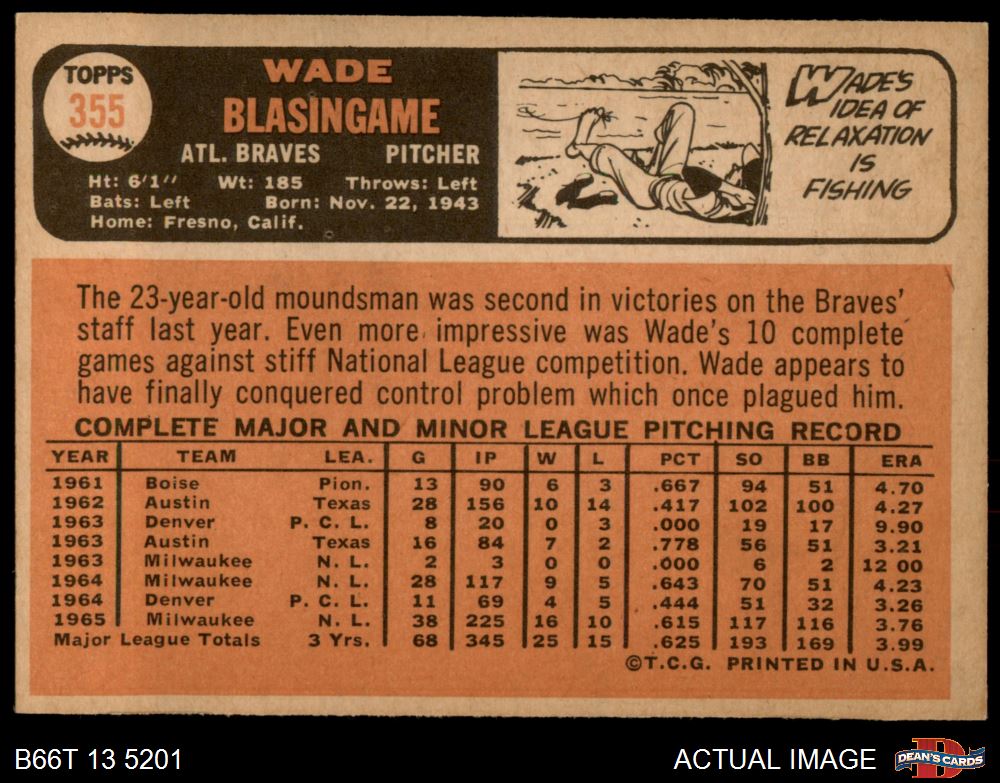 TOPPS
355
WADE
BLASINGAME
ATL. BRAVES PITCHER
Ht: 6'1" Wt: 185 Throws: Left
Bats: Left Born: Nov. 22, 1943
Home: Fresno, Calif.
WADE'S
IDEA OF
RELAXATION
IS
FISHING
The 23-year-old moundsman was second in victories on the Braves'
staff last year. Even more impressive was Wade's 10 complete
games against stiff National League competition. Wade appears to
have finally conquered control problem which once plagued him.
COMPLETE MAJOR AND MINOR LEAGUE PITCHING RECORD
YEAR TEAM LEA. G IP W L PCT SO BB ERA
1961 Boise Pion. 13 90 6 3 .667 94 51 4.70
1962 Austin Texas 28 156 10 14 .417 102 100 4.27
1963 Denver P. C. L. 8 20 0 3 .000 19 17 9.90
1963 Austin Texas 16 84 7 2 .778 56 51 3.21
1963 Milwaukee N. L. 2 3 0 0 .000 6 2 12 00
1964 Milwaukee N. L. 28 117 9 5 .643 70 51 4.23
1964 Denver P. C. L. 11 69 4 5 .444 51 32 3.26
1965 Milwaukee N. L. 38 225 16 10 .615 117 116 3.76
Major League Totals 3 Yrs. 68 345 25 15 .625 193 169 3.99
©T.C.G. PRINTED IN U.S.A.
B66T 13 5201 ACTUAL IMAGE
DEAN'S CARDS